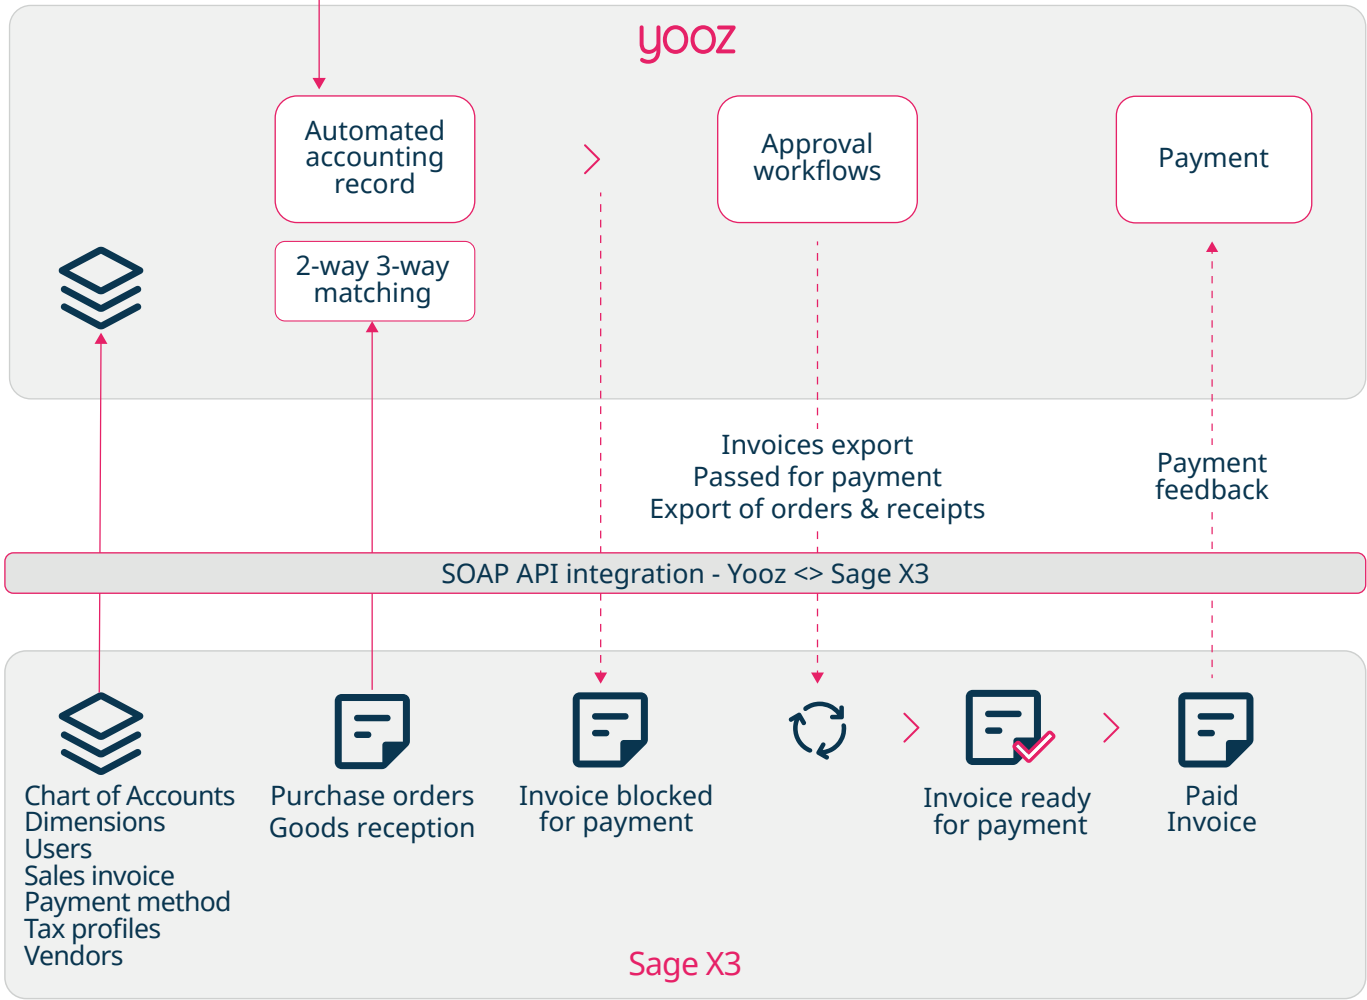 yooz
Automated
accounting
record
Approval
workflows
Payment
2-way 3-way
matching
Invoices export
Passed for payment
Export of orders & receipts
Payment
feedback
SOAP API integration - Yooz <> Sage X3
Chart of Accounts
Dimensions
Users
Sales invoice
Payment method
Tax profiles
Vendors
Purchase orders
Goods reception
Invoice blocked
for payment
Invoice ready
for payment
Paid
Invoice
Sage X3